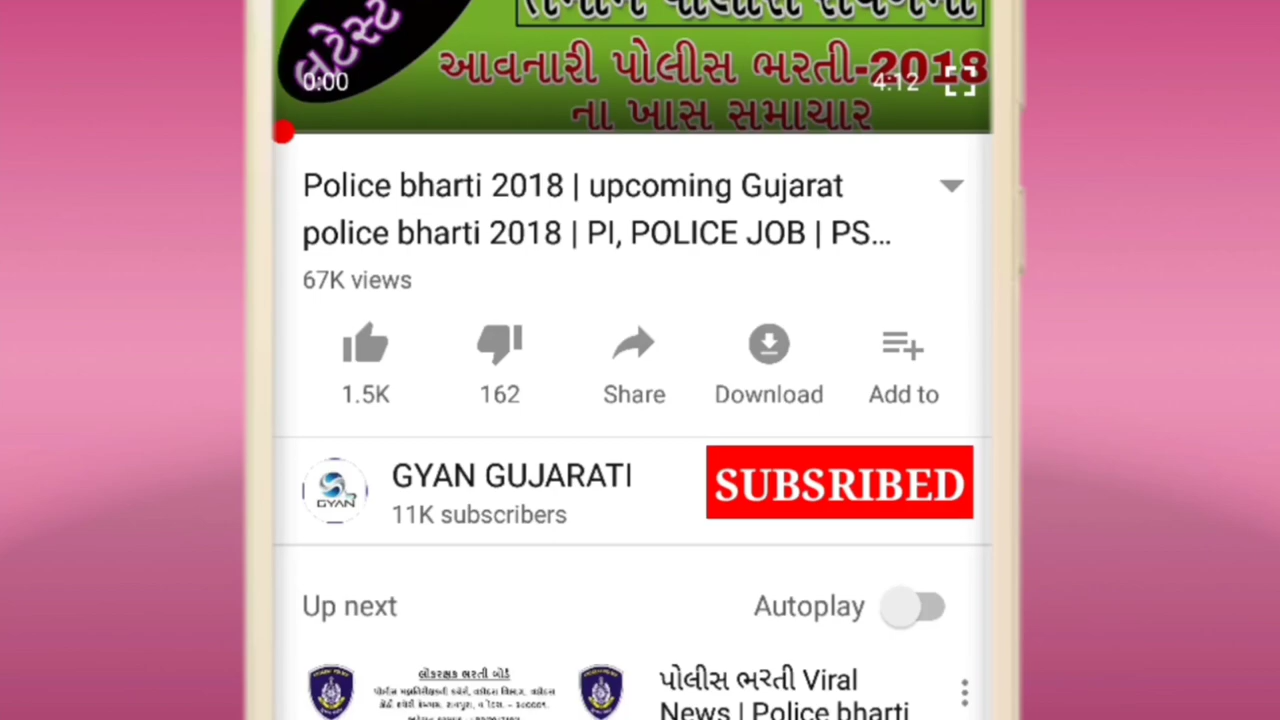 લેટેસ્ટ
આવનારી પોલીસ ભરતી-2018
ના ખાસ સમાચાર
0:00
4:12
Police bharti 2018 | upcoming Gujarat
police bharti 2018 | PI, POLICE JOB | PS...
67K views
1.5K
162
Share
Download
Add to
GYAN
GYAN GUJARATI
11K subscribers
SUBSRIBED
Up next
Autoplay
લોકરક્ષક ભરતી બોર્ડ
પોલીસ ભરતી Viral
News | Police bharti